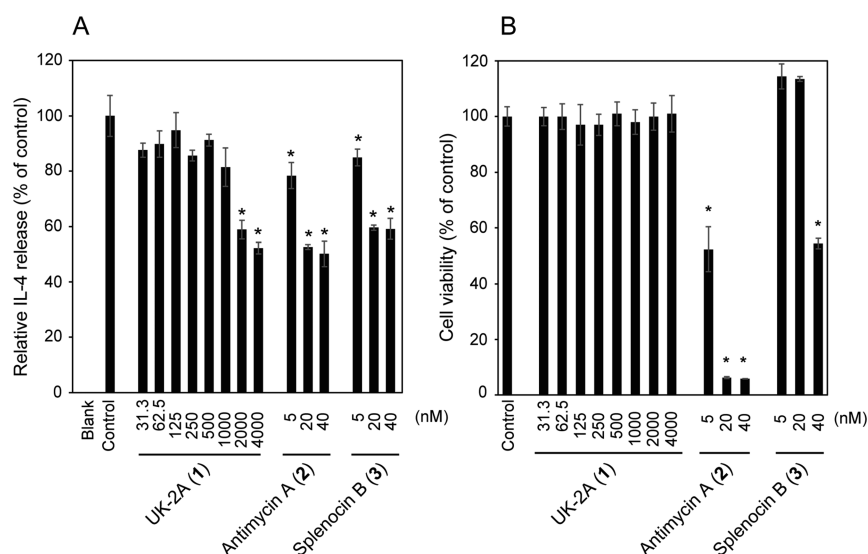 A
Relative IL-4 release (% of control)
120
100
80
60
40
20
0
* * * * * * * *
Blank
Control
31.3
62.5
125
250
500
1000
2000
4000
5
20
40
5
20
40
(nM)
UK-2A (1)
Antimycin A (2)
Splenocin B (3)
B
Cell viability (% of control)
120
100
80
60
40
20
0
* * * *
Control
31.3
62.5
125
250
500
1000
2000
4000
5
20
40
5
20
40
(nM)
UK-2A (1)
Antimycin A (2)
Splenocin B (3)